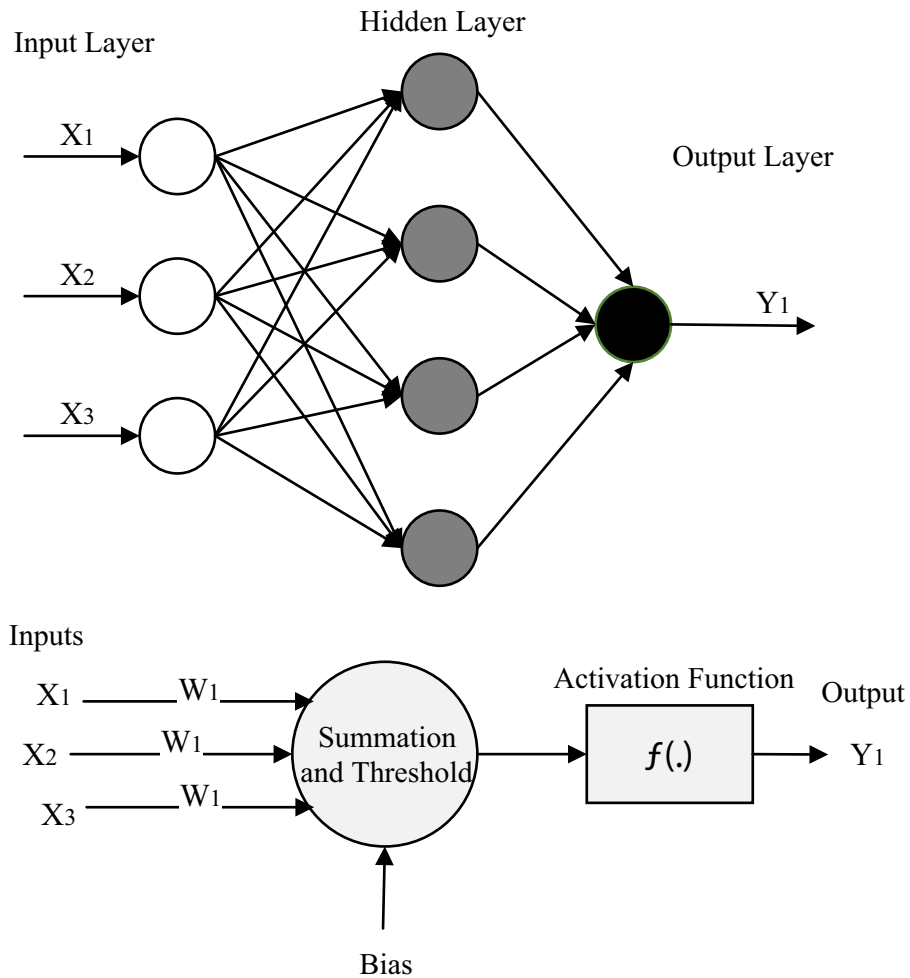 Hidden Layer
Input Layer
X1
Output Layer
X2
Y1
X3
Inputs
Activation Function
Output
X1
W1
Summation
and Threshold
X2
W1
f(.)
Y1
X3
W1
Bias